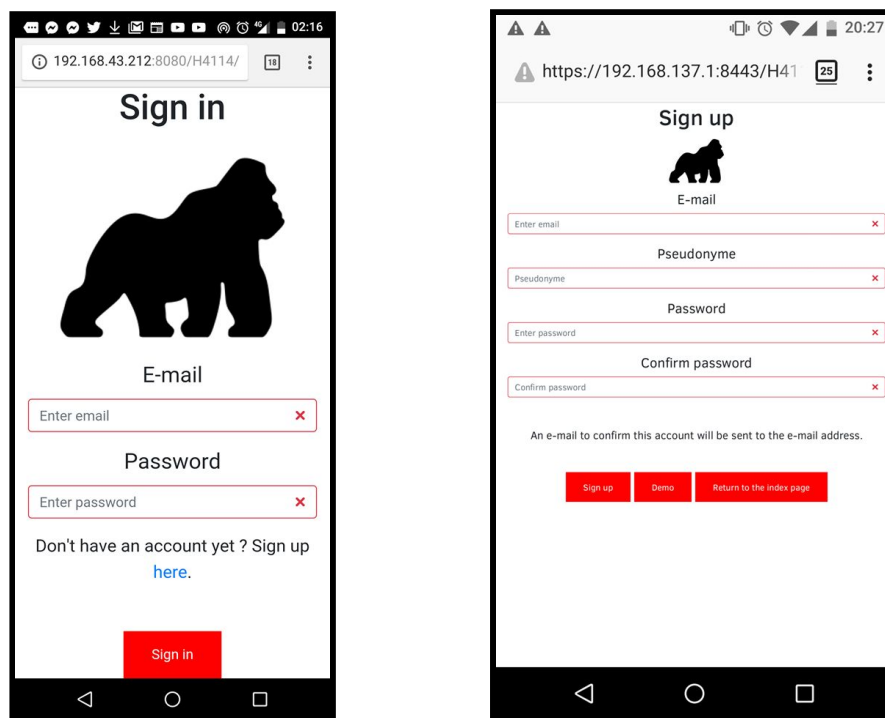 4G 02:16
192.168.43.212:8080/H4114/ 18
Sign in
E-mail
Enter email
Password
Enter password
Don't have an account yet ? Sign up
here.
Sign in
20:27
https://192.168.137.1:8443/H41 25
Sign up
E-mail
Enter email
Pseudonyme
Pseudonyme
Password
Enter password
Confirm password
Confirm password
An e-mail to confirm this account will be sent to the e-mail address.
Sign up Demo Return to the index page